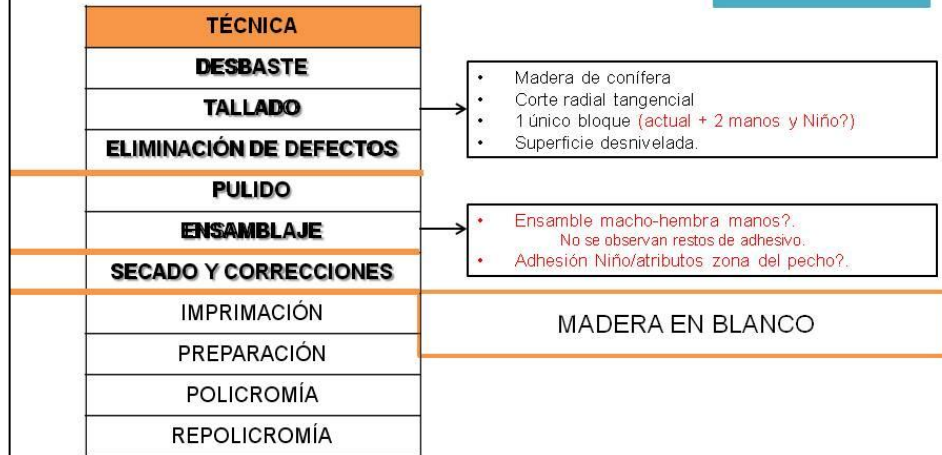 TÉCNICA
DESBASTE
TALLADO
ELIMINACIÓN DE DEFECTOS
PULIDO
ENSAMBLAJE
SECADO Y CORRECCIONES
IMPRIMACIÓN
PREPARACIÓN
POLICROMÍA
REPOLICROMÍA
• Madera de conífera
• Corte radial tangencial
• 1 único bloque (actual + 2 manos y Niño?)
• Superficie desnivelada.
• Ensamble macho-hembra manos?.
No se observan restos de adhesivo.
• Adhesión Niño/atributos zona del pecho?.
MADERA EN BLANCO